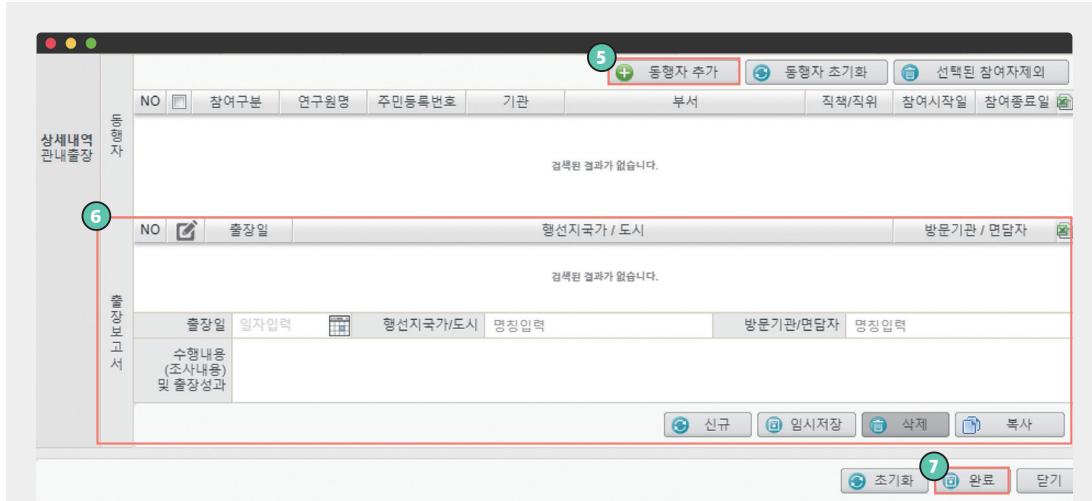 5
동행자 추가 동행자 초기화 선택된 참여자제외
NO 참여구분 연구원명 주민등록번호 기관 부서 직책/직위 참여시작일 참여종료일
동행자
상세내역
관내출장
검색된 결과가 없습니다.
6
NO 출장일 행선지국가 / 도시 방문기관 / 면담자
검색된 결과가 없습니다.
출장보고서
출장일 일자입력 행선지국가/도시 명칭입력 방문기관/면담자 명칭입력
수행내용
(조사내용)
및 출장성과
신규 임시저장 삭제 복사
7
초기화 완료 닫기